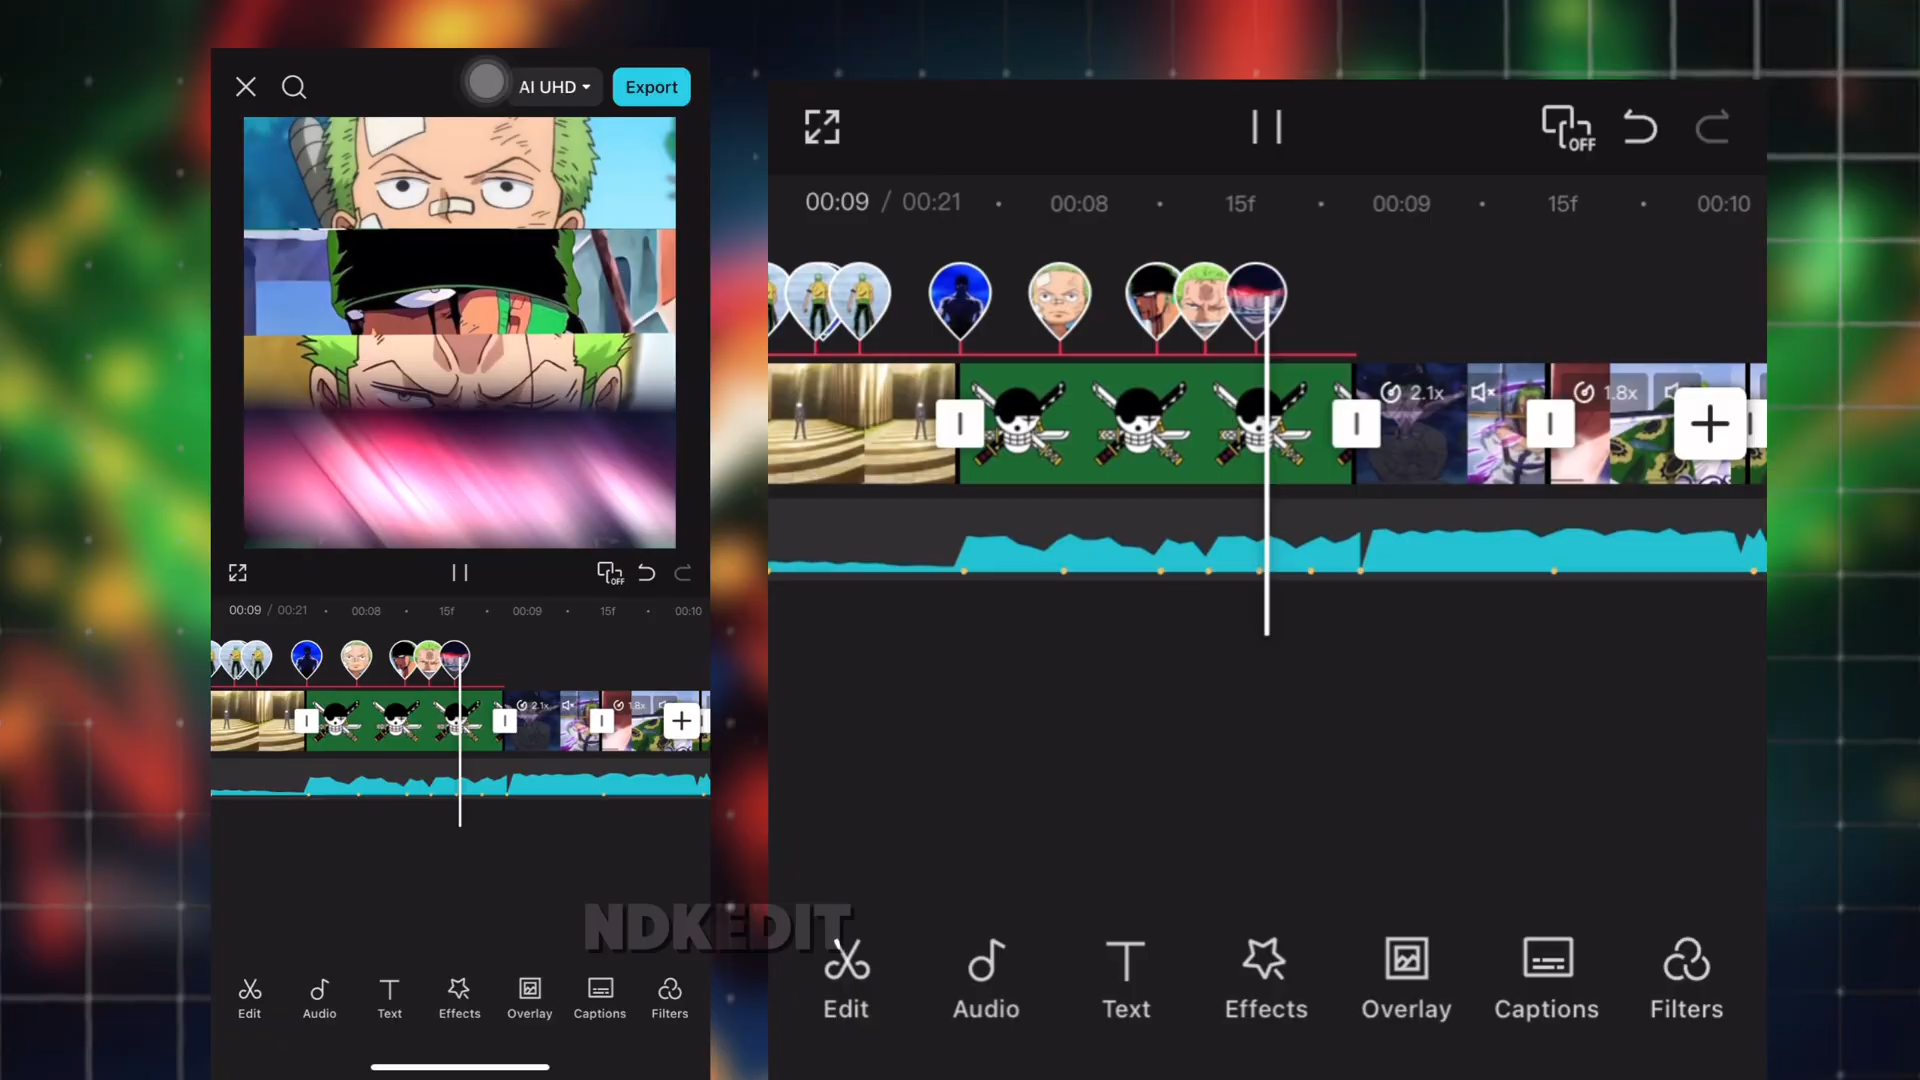 AI UHD
Export
OFF
00:09 / 00:21
00:08
15f
00:09
15f
00:10
2.1x
1.8x
Edit
Audio
Text
Effects
Overlay
Captions
Filters
OFF
00:09 / 00:21
00:08
15f
00:09
15f
00:10
2.1x
1.8x
NDKEDIT
Edit
Audio
Text
Effects
Overlay
Captions
Filters